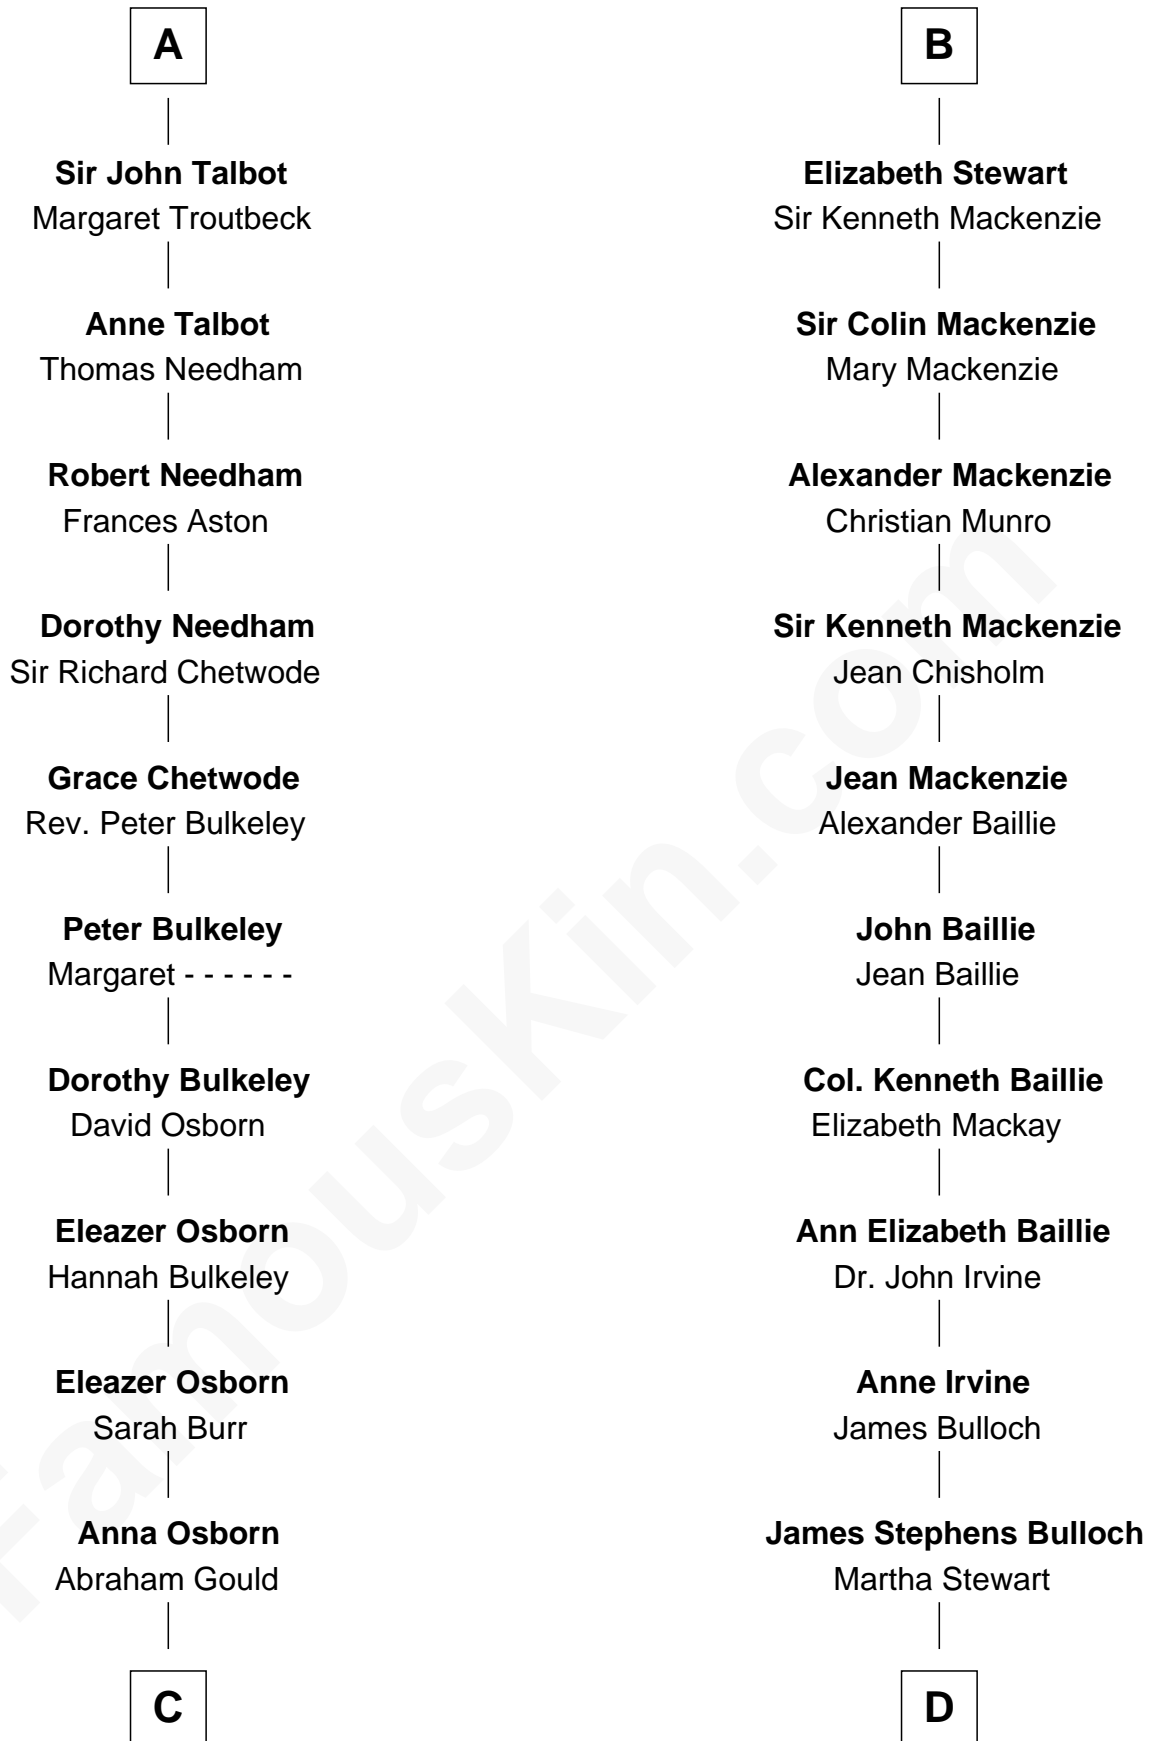 A
Sir John Talbot
Margaret Troutbeck
Anne Talbot
Thomas Needham
Robert Needham
Frances Aston
Dorothy Needham
Sir Richard Chetwode
Grace Chetwode
Rev. Peter Bulkeley
Peter Bulkeley
Margaret - - - - - -
Dorothy Bulkeley
David Osborn
Eleazer Osborn
Hannah Bulkeley
Eleazer Osborn
Sarah Burr
Anna Osborn
Abraham Gould
C
B
Elizabeth Stewart
Sir Kenneth Mackenzie
Sir Colin Mackenzie
Mary Mackenzie
Alexander Mackenzie
Christian Munro
Sir Kenneth Mackenzie
Jean Chisholm
Jean Mackenzie
Alexander Baillie
John Baillie
Jean Baillie
Col. Kenneth Baillie
Elizabeth Mackay
Ann Elizabeth Baillie
Dr. John Irvine
Anne Irvine
James Bulloch
James Stephens Bulloch
Martha Stewart
D
FamousKin.com